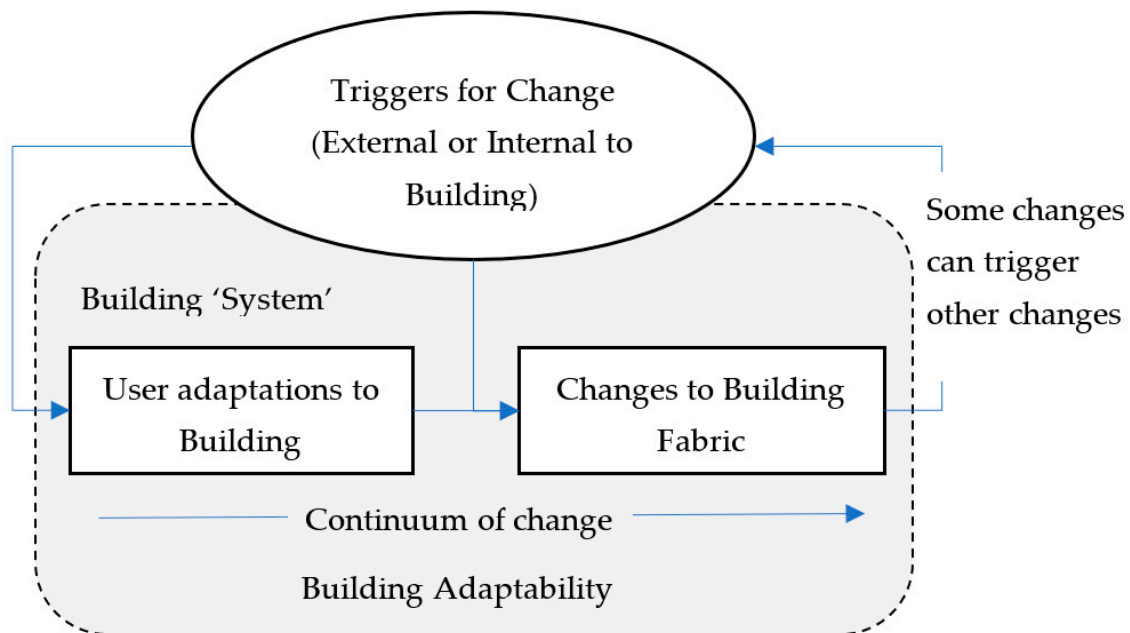 Triggers for Change
(External or Internal to
Building)
Some changes
can trigger
other changes
Building ‘System’
User adaptations to
Building
Changes to Building
Fabric
Continuum of change
Building Adaptability